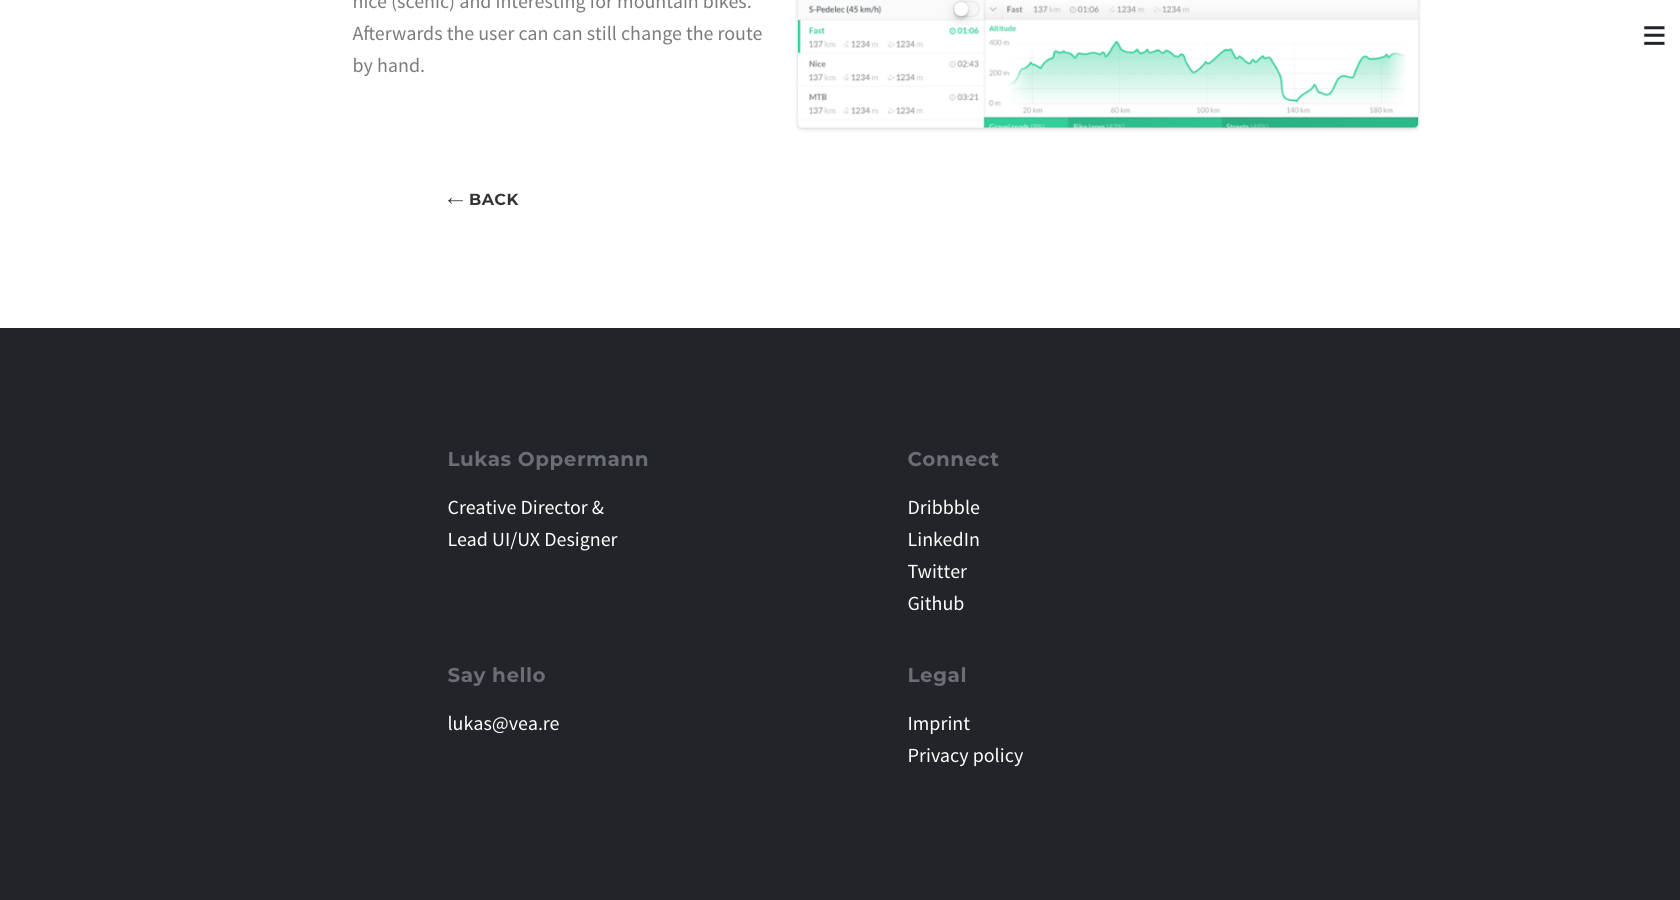 nice (scenic) and interesting for mountain bikes.
Afterwards the user can can still change the route
by hand.
S-Pedelec (45 km/h)
Fast 01:06
137 km 1234 m 1234 m
Nice 02:43
137 km 1234 m 1234 m
MTB 03:21
137 km 1234 m 1234 m
Fast 137 km 01:06 1234 m 1234 m
Altitude
400 m
200 m
0 m
20 km 60 km 100 km 140 km 180 km
← BACK
Lukas Oppermann
Creative Director &
Lead UI/UX Designer
Connect
Dribbble
LinkedIn
Twitter
Github
Say hello
lukas@vea.re
Legal
Imprint
Privacy policy